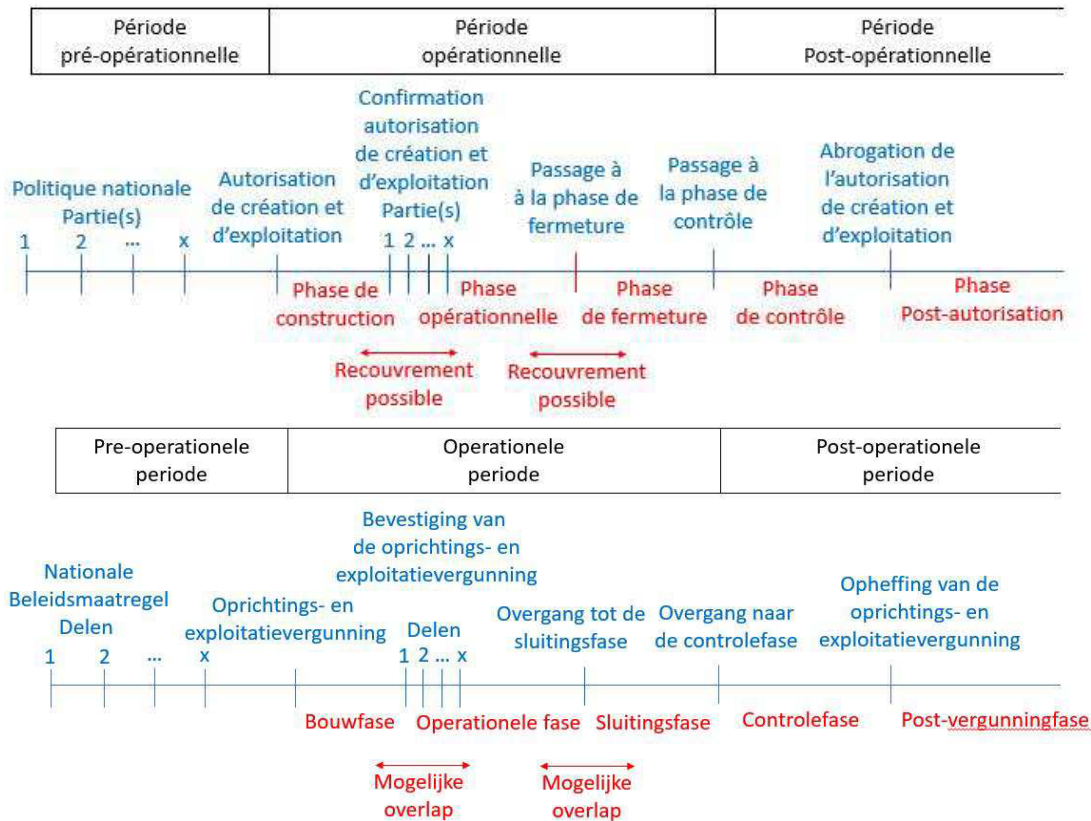 Période
pré-opérationnelle
Période
opérationnelle
Période
Post-opérationnelle
Politique nationale
Partie(s)
1 2 ... x
Autorisation
de création et
d'exploitation
Confirmation
autorisation
de création et
d'exploitation
Partie(s)
1 2 ... x
Passage à
à la phase de
fermeture
Passage à
la phase de
contrôle
Abrogation de
l'autorisation
de création et
d'exploitation
Phase de
construction
Phase
opérationnelle
Phase
de fermeture
Phase
de contrôle
Phase
Post-autorisation
Recouvrement
possible
Recouvrement
possible
Pre-operationele
periode
Operationele
periode
Post-operationele
periode
Nationale
Beleidsmaatregel
Delen
1 2 ... x
Oprichtings- en
exploitatievergunning
Bevestiging van
de oprichtings- en
exploitatievergunning
Delen
1 2 ... x
Overgang tot de
sluitingsfase
Overgang naar
de controlefase
Opheffing van de
oprichtings- en
exploitatievergunning
Bouwfase
Operationele fase
Sluitingsfase
Controlefase
Post-vergunningfase
Mogelijke
overlap
Mogelijke
overlap